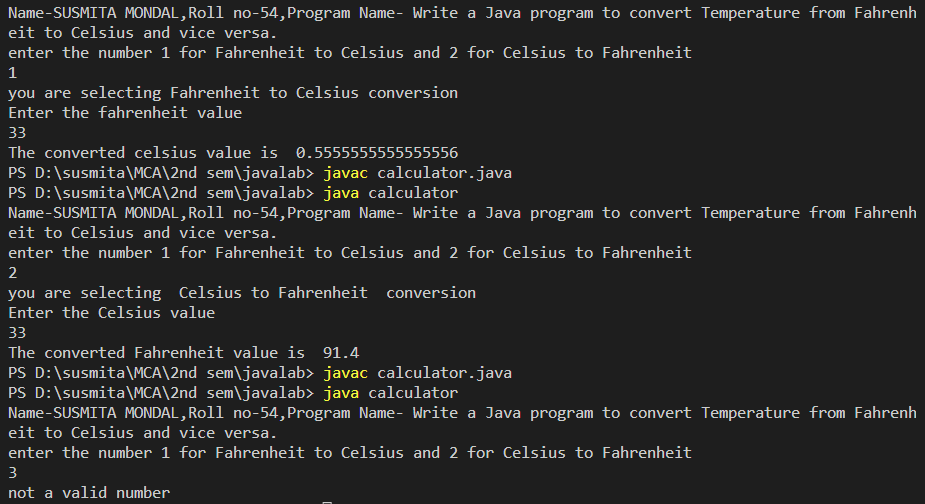 Name-SUSMITA MONDAL,Roll no-54,Program Name- Write a Java program to convert Temperature from Fahrenh
eit to Celsius and vice versa.
enter the number 1 for Fahrenheit to Celsius and 2 for Celsius to Fahrenheit
1
you are selecting Fahrenheit to Celsius conversion
Enter the fahrenheit value
33
The converted celsius value is  0.5555555555555556
PS D:\susmita\MCA\2nd sem\javalab> javac calculator.java
PS D:\susmita\MCA\2nd sem\javalab> java calculator
Name-SUSMITA MONDAL,Roll no-54,Program Name- Write a Java program to convert Temperature from Fahrenh
eit to Celsius and vice versa.
enter the number 1 for Fahrenheit to Celsius and 2 for Celsius to Fahrenheit
2
you are selecting  Celsius to Fahrenheit  conversion
Enter the Celsius value
33
The converted Fahrenheit value is  91.4
PS D:\susmita\MCA\2nd sem\javalab> javac calculator.java
PS D:\susmita\MCA\2nd sem\javalab> java calculator
Name-SUSMITA MONDAL,Roll no-54,Program Name- Write a Java program to convert Temperature from Fahrenh
eit to Celsius and vice versa.
enter the number 1 for Fahrenheit to Celsius and 2 for Celsius to Fahrenheit
3
not a valid number